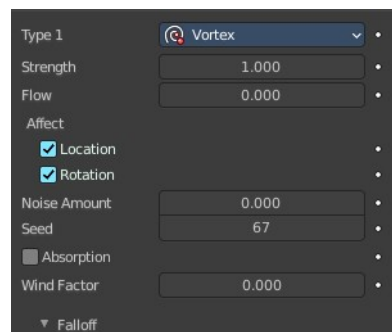 Type 1 Vortex
Strength 1.000
Flow 0.000
Affect
Location
Rotation
Noise Amount 0.000
Seed 67
Absorption
Wind Factor 0.000
Falloff